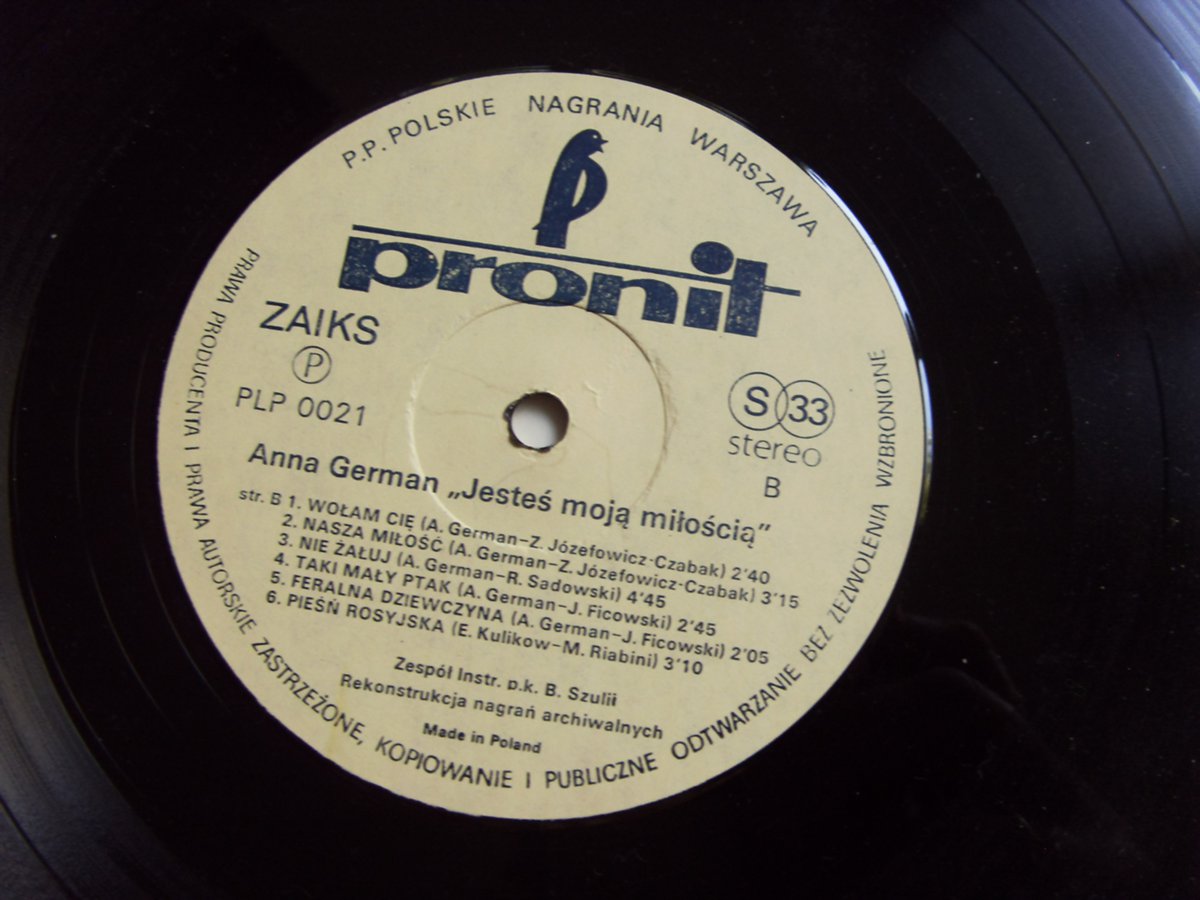 P.P. POLSKIE NAGRANIA WARSZAWA
pronit
ZAIKS
P
PLP 0021
S 33
stereo
B
Anna German „Jesteś moją miłością”
str. B 1. WOŁAM CIĘ (A. German–Z. Józefowicz-Czabak) 2'40
2. NASZA MIŁOŚĆ (A. German–Z. Józefowicz-Czabak) 3'15
3. NIE ŻAŁUJ (A. German–R. Sadowski) 4'45
4. TAKI MAŁY PTAK (A. German–J. Ficowski) 2'45
5. FERALNA DZIEWCZYNA (A. German–J. Ficowski) 2'05
6. PIEŚŃ ROSYJSKA (E. Kulikow–M. Riabini) 3'10
Zespół Instr. p.k. B. Szulii
Rekonstrukcja nagrań archiwalnych
Made in Poland
PRAWA PRODUCENTA I PRAWA AUTORSKIE ZASTRZEŻONE, KOPIOWANIE I PUBLICZNE ODTWARZANIE BEZ ZEZWOLENIA WZBRONIONE